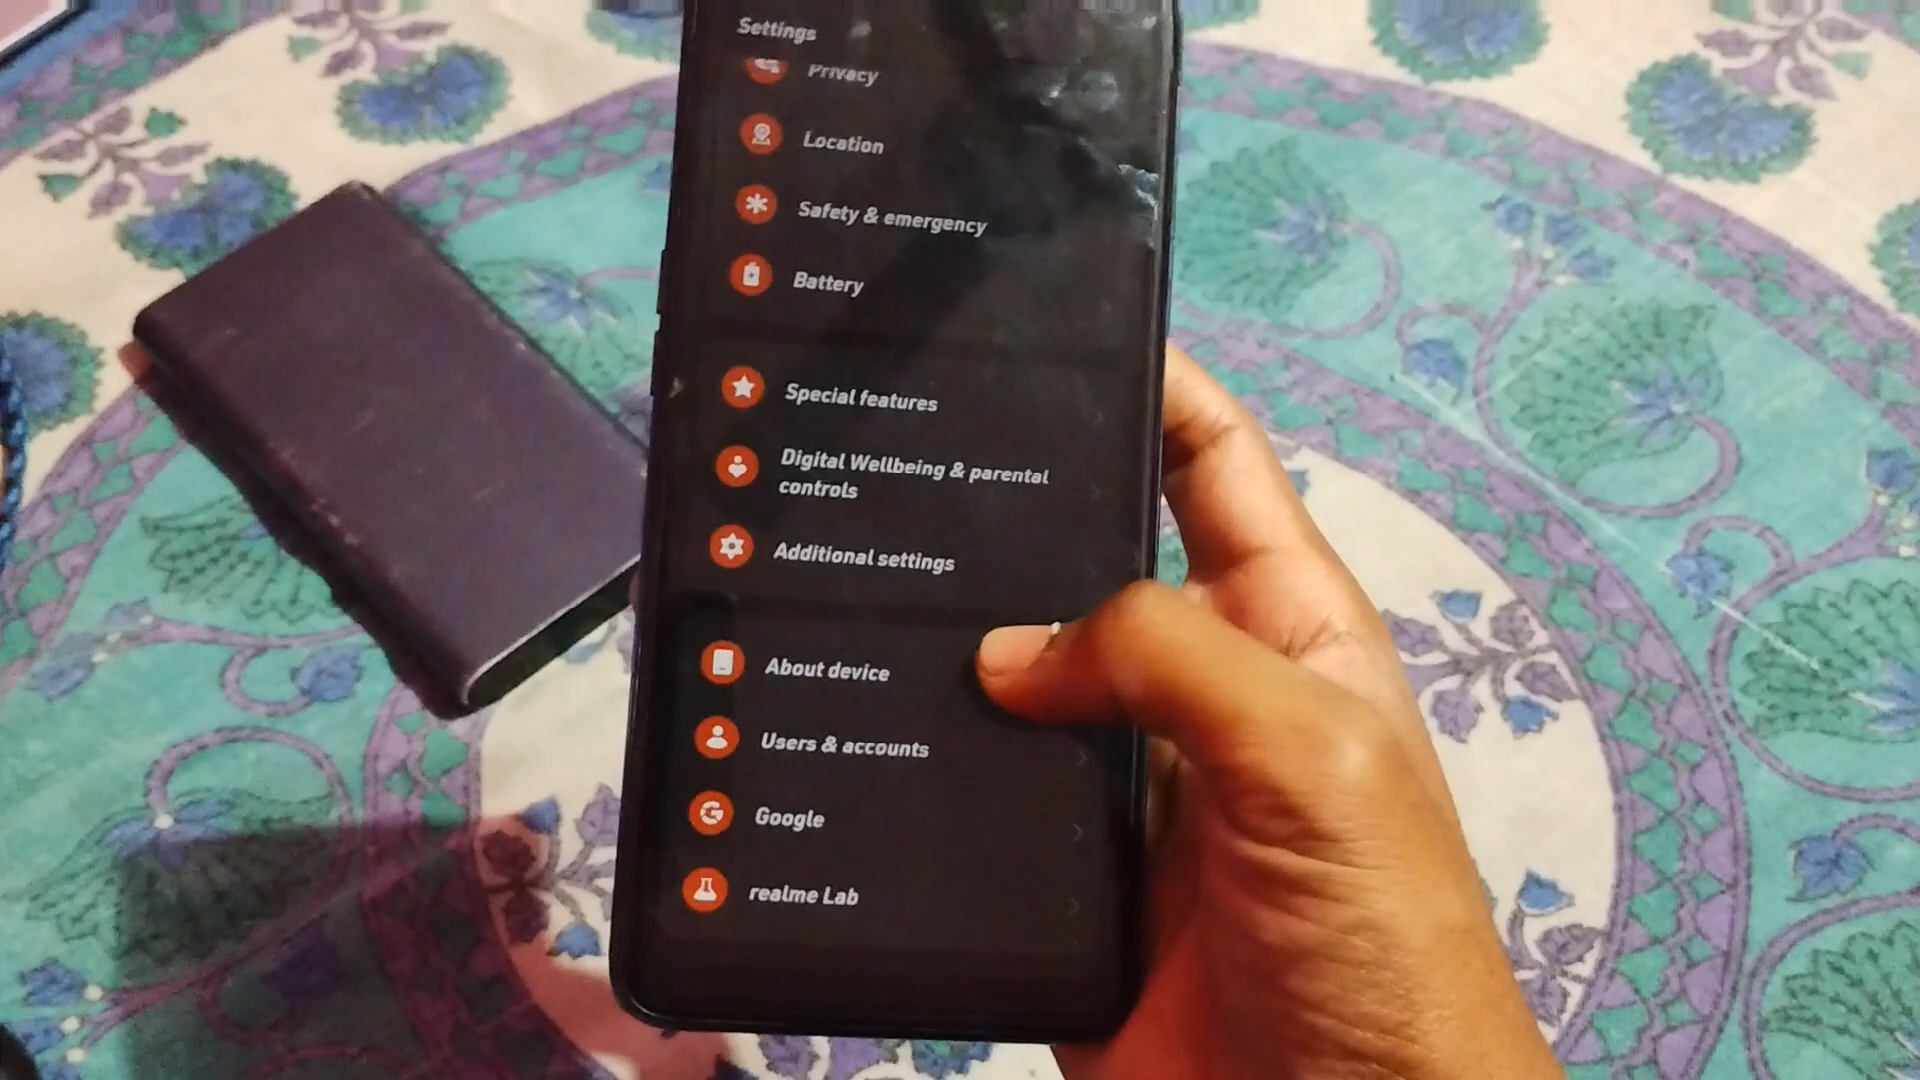 Settings
Privacy
Location
Safety & emergency
Battery
Special features
Digital Wellbeing & parental
controls
Additional settings
About device
Users & accounts
Google
realme Lab